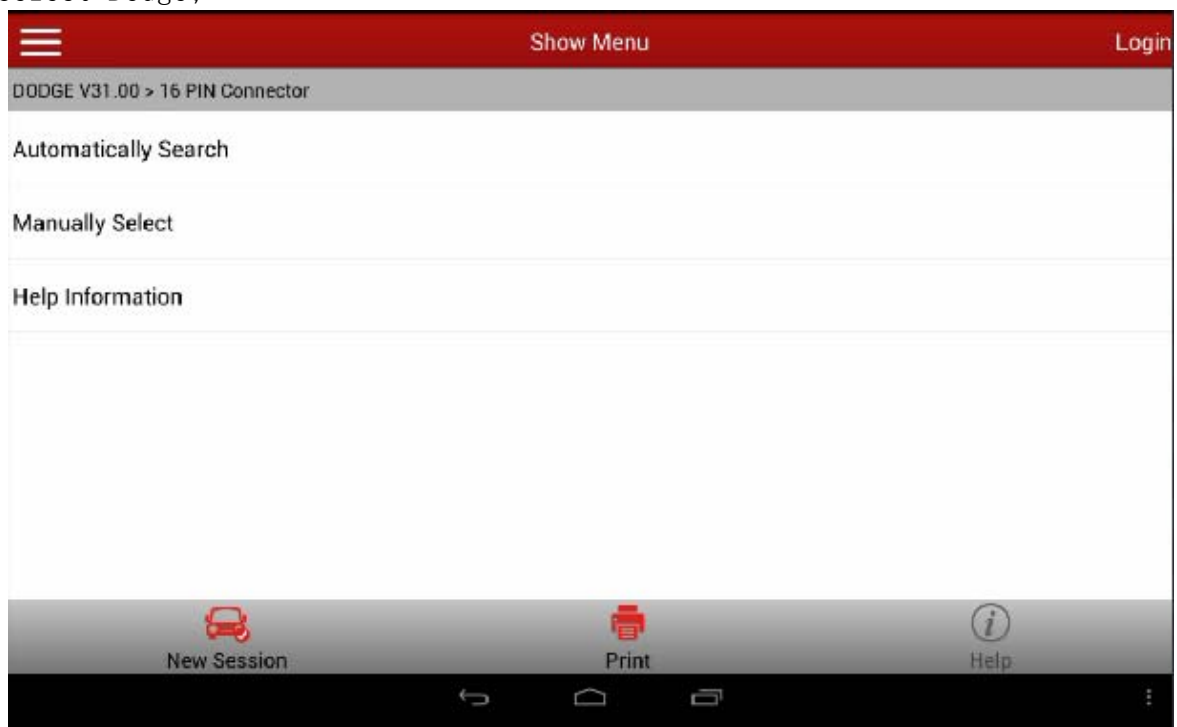 Show Menu
Login
DODGE V31.00 > 16 PIN Connector
Automatically Search
Manually Select
Help Information
New Session
Print
Help